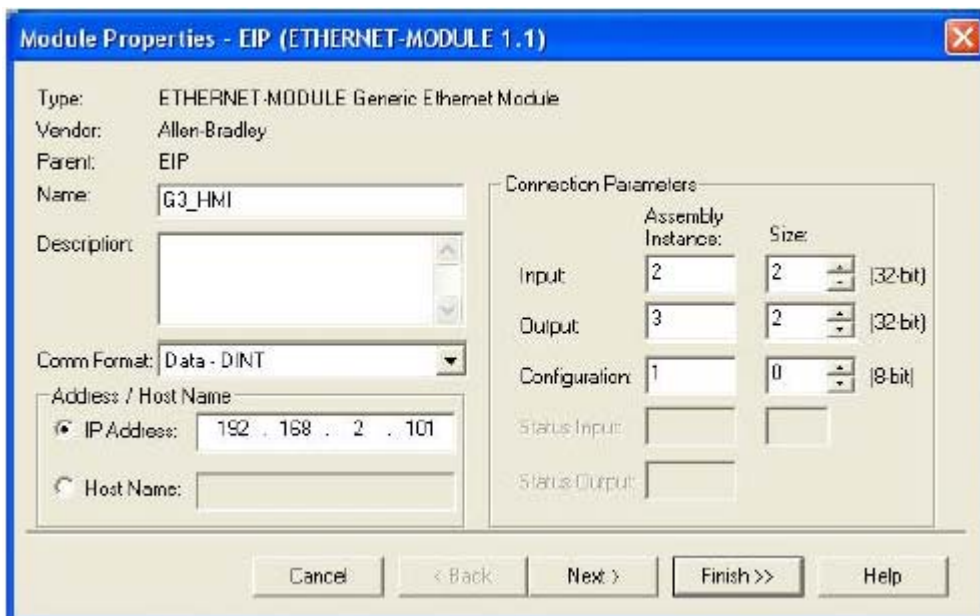 Module Properties - EIP (ETHERNET-MODULE 1.1)
Type: ETHERNET-MODULE Generic Ethernet Module
Vendor: Allen-Bradley
Parent: EIP
Name: G3_HMI
Description:
Comm Format: Data - DINT
Address / Host Name
IP Address: 192 . 168 . 2 . 101
Host Name:
Connection Parameters
Assembly Instance: Size:
Input: 2 2 (32-bit)
Output: 3 2 (32-bit)
Configuration: 1 0 (8-bit)
Status Input:
Status Output:
Cancel < Back Next > Finish >> Help